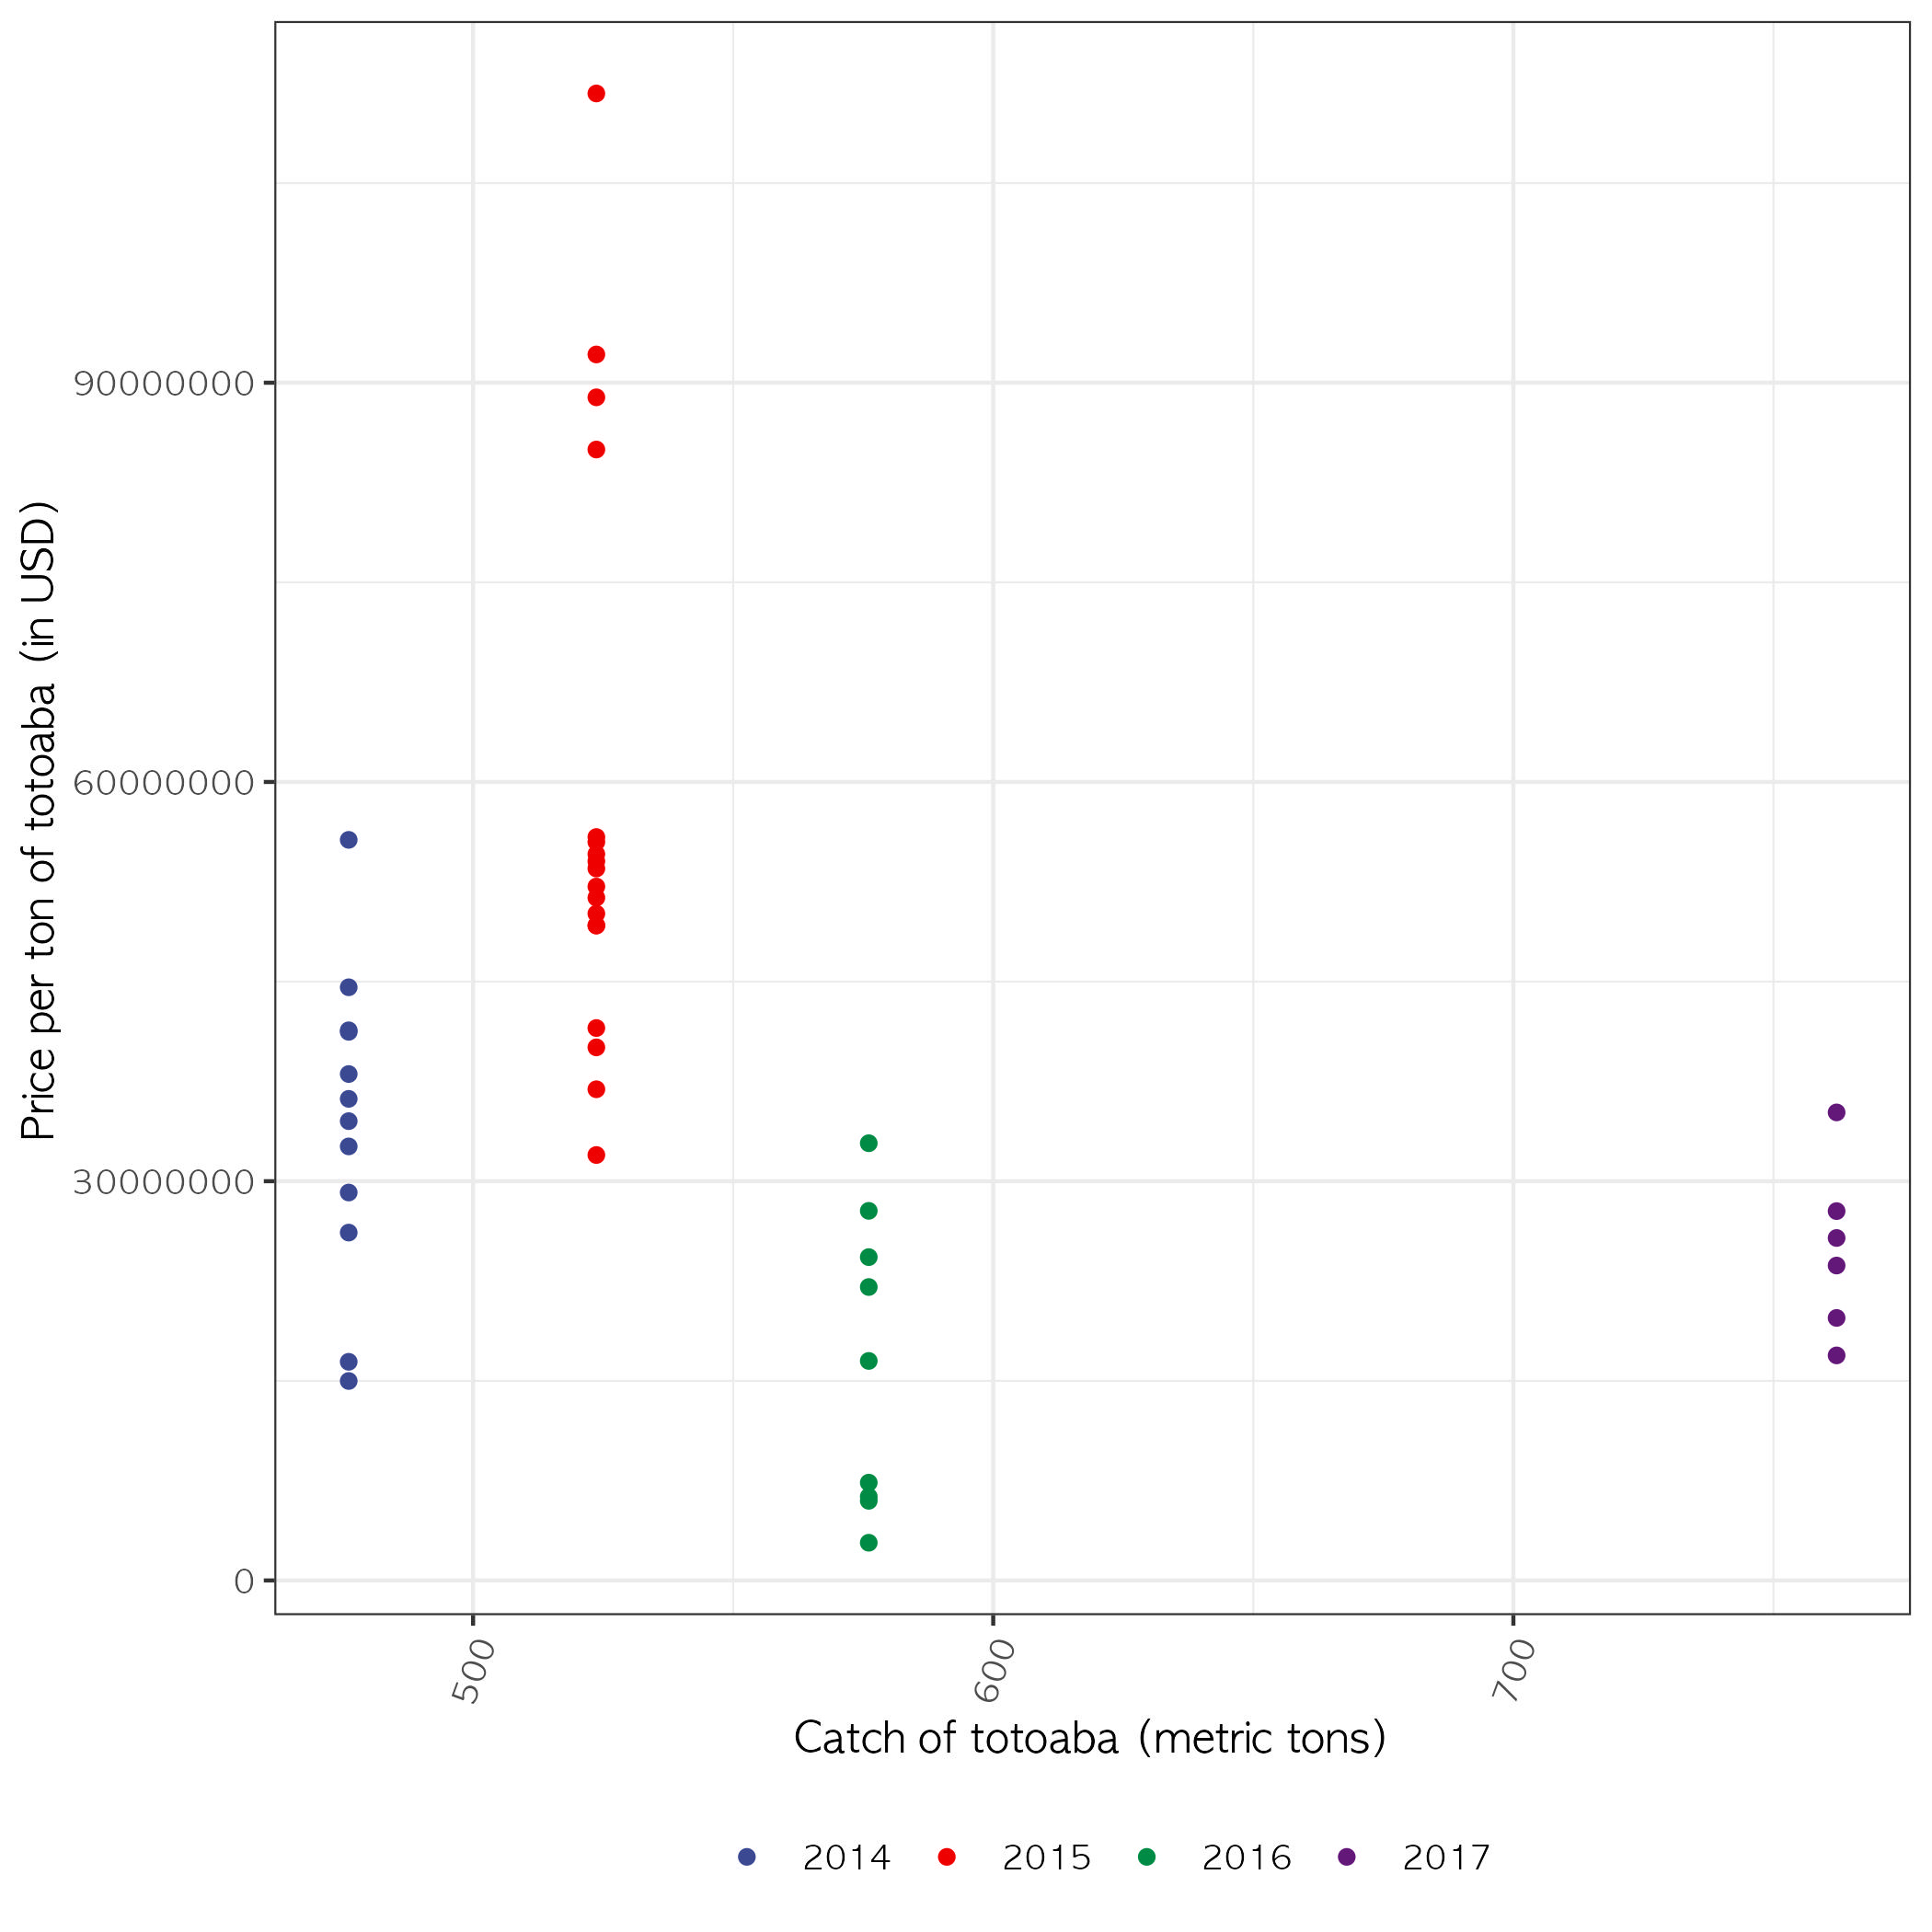 Price per ton of totoaba (in USD)
90000000
60000000
30000000
0
500 600 700
Catch of totoaba (metric tons)
2014 2015 2016 2017